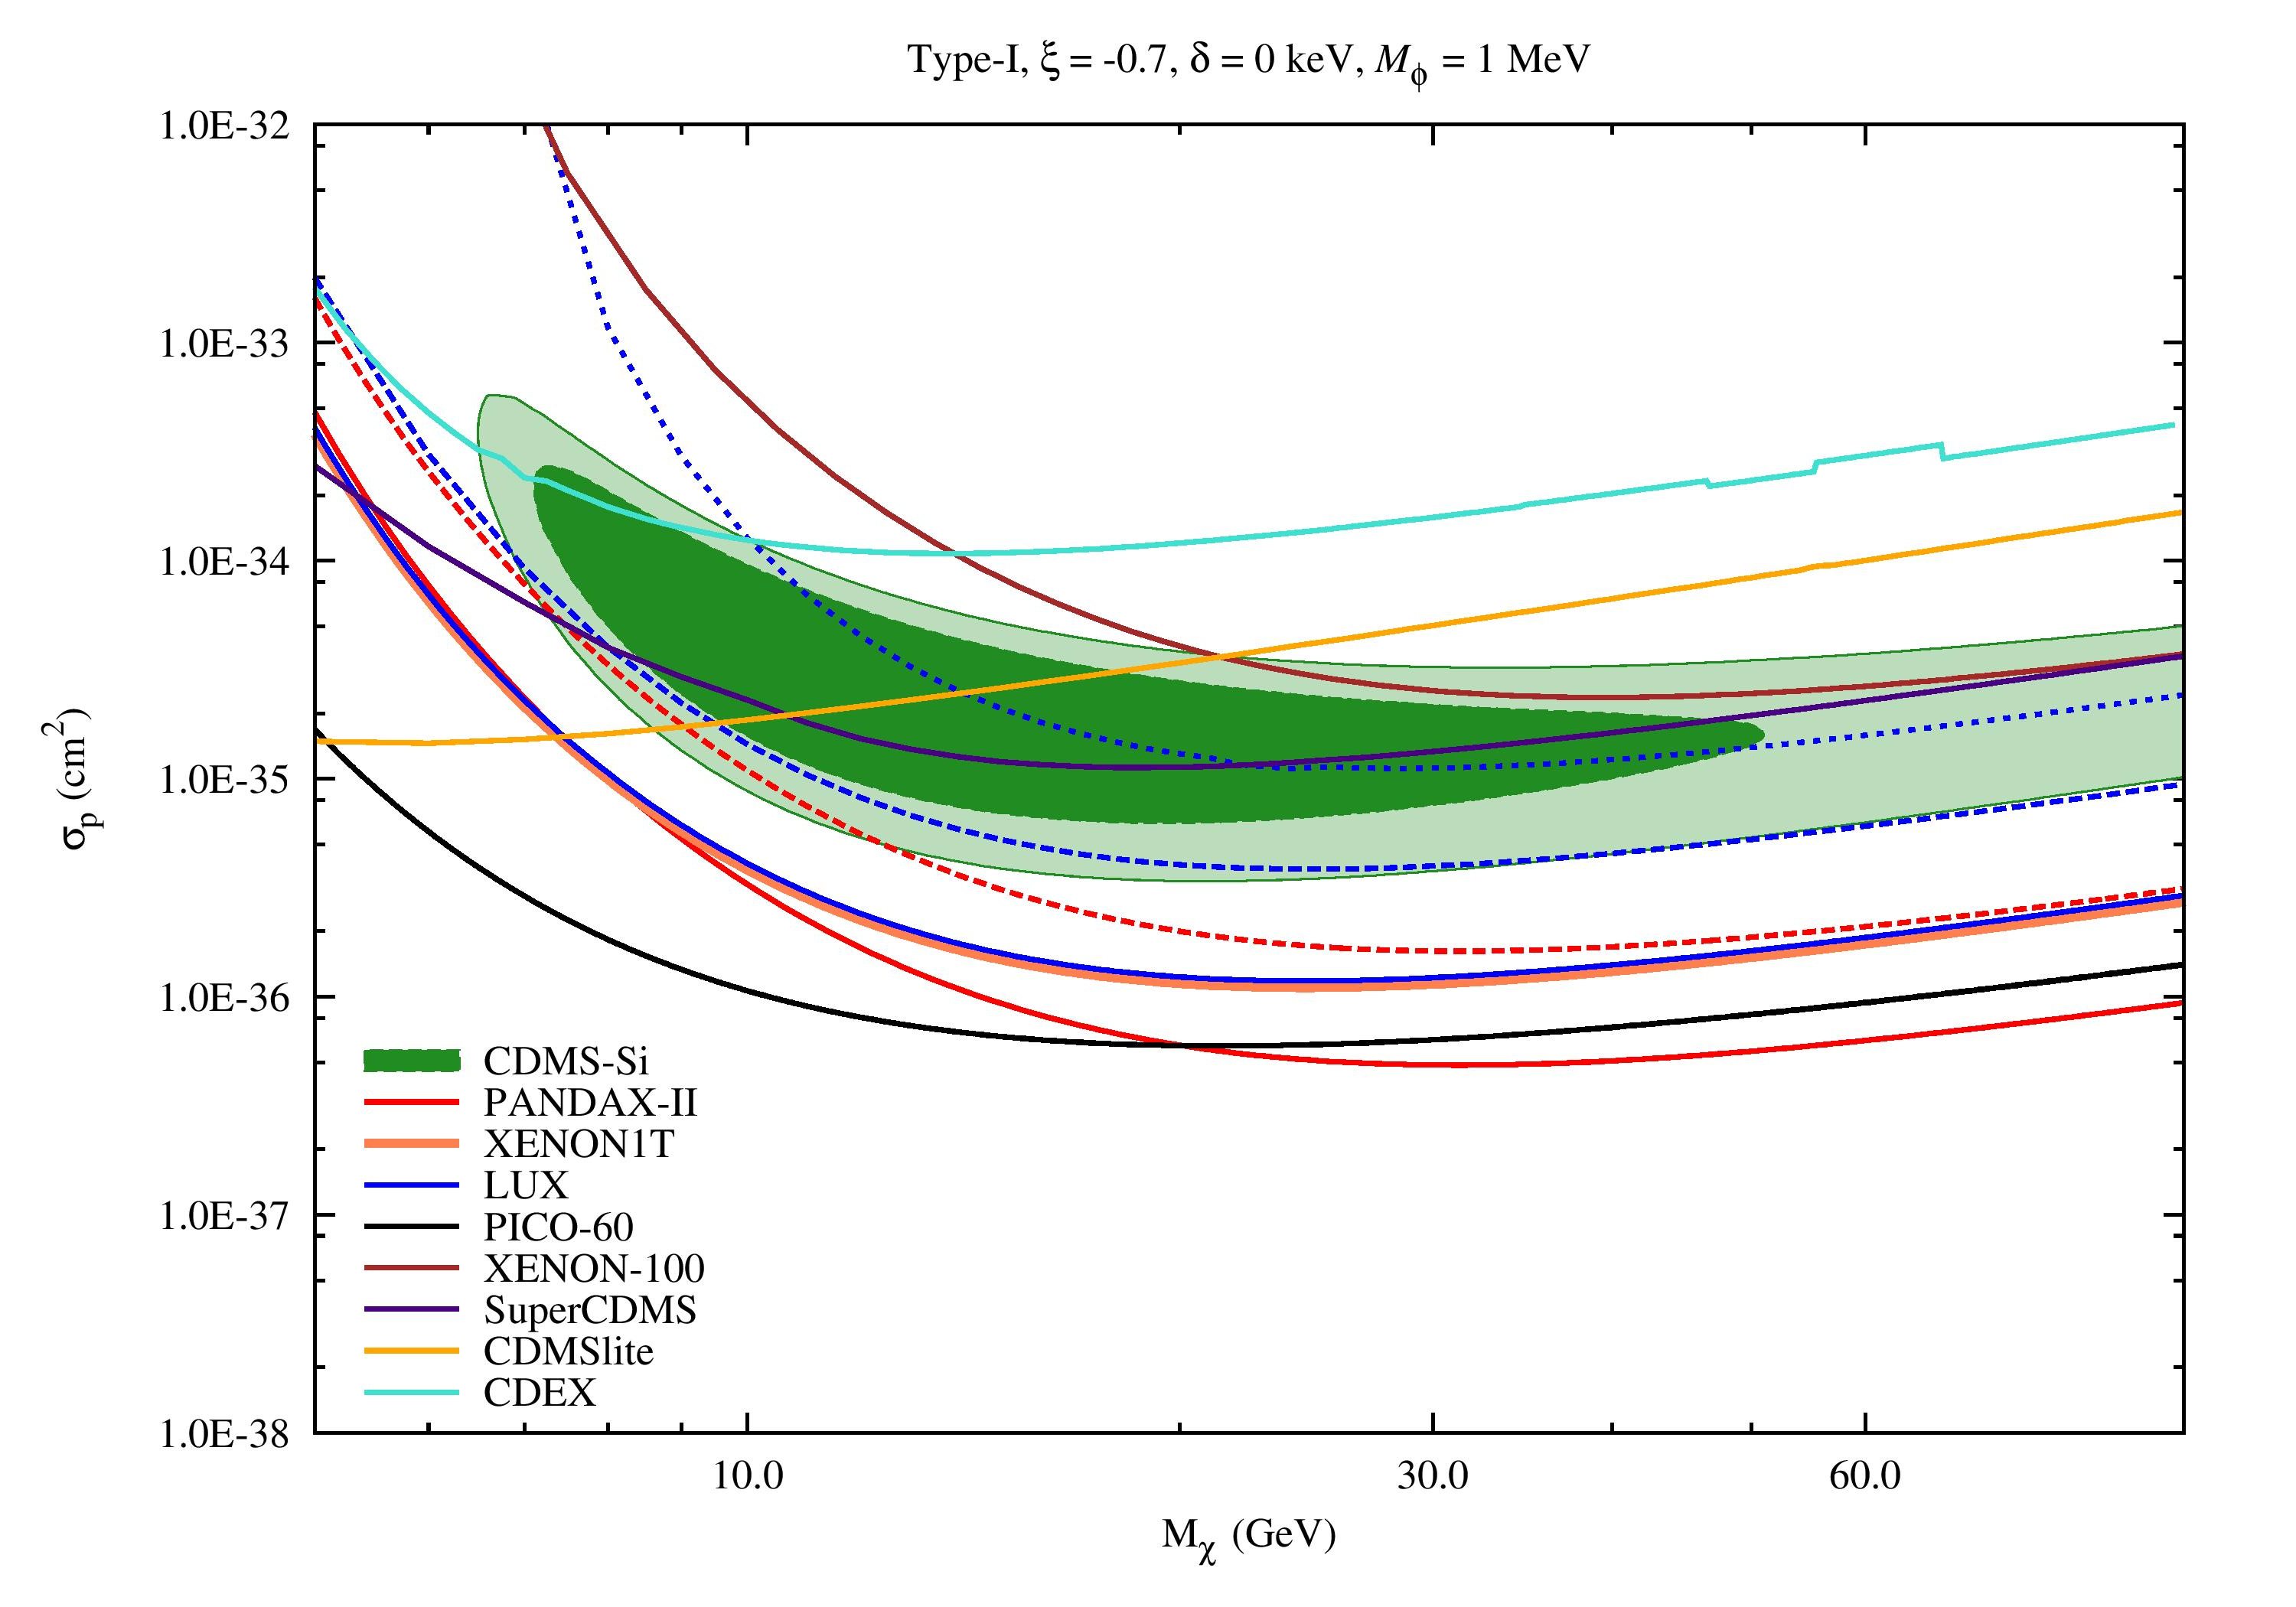 Type-I, ξ = -0.7, δ = 0 keV, Mϕ = 1 MeV
1.0E-32
1.0E-33
1.0E-34
1.0E-35
1.0E-36
1.0E-37
1.0E-38
σp (cm²)
CDMS-Si
PANDAX-II
XENON1T
LUX
PICO-60
XENON-100
SuperCDMS
CDMSlite
CDEX
10.0 30.0 60.0
Mχ (GeV)